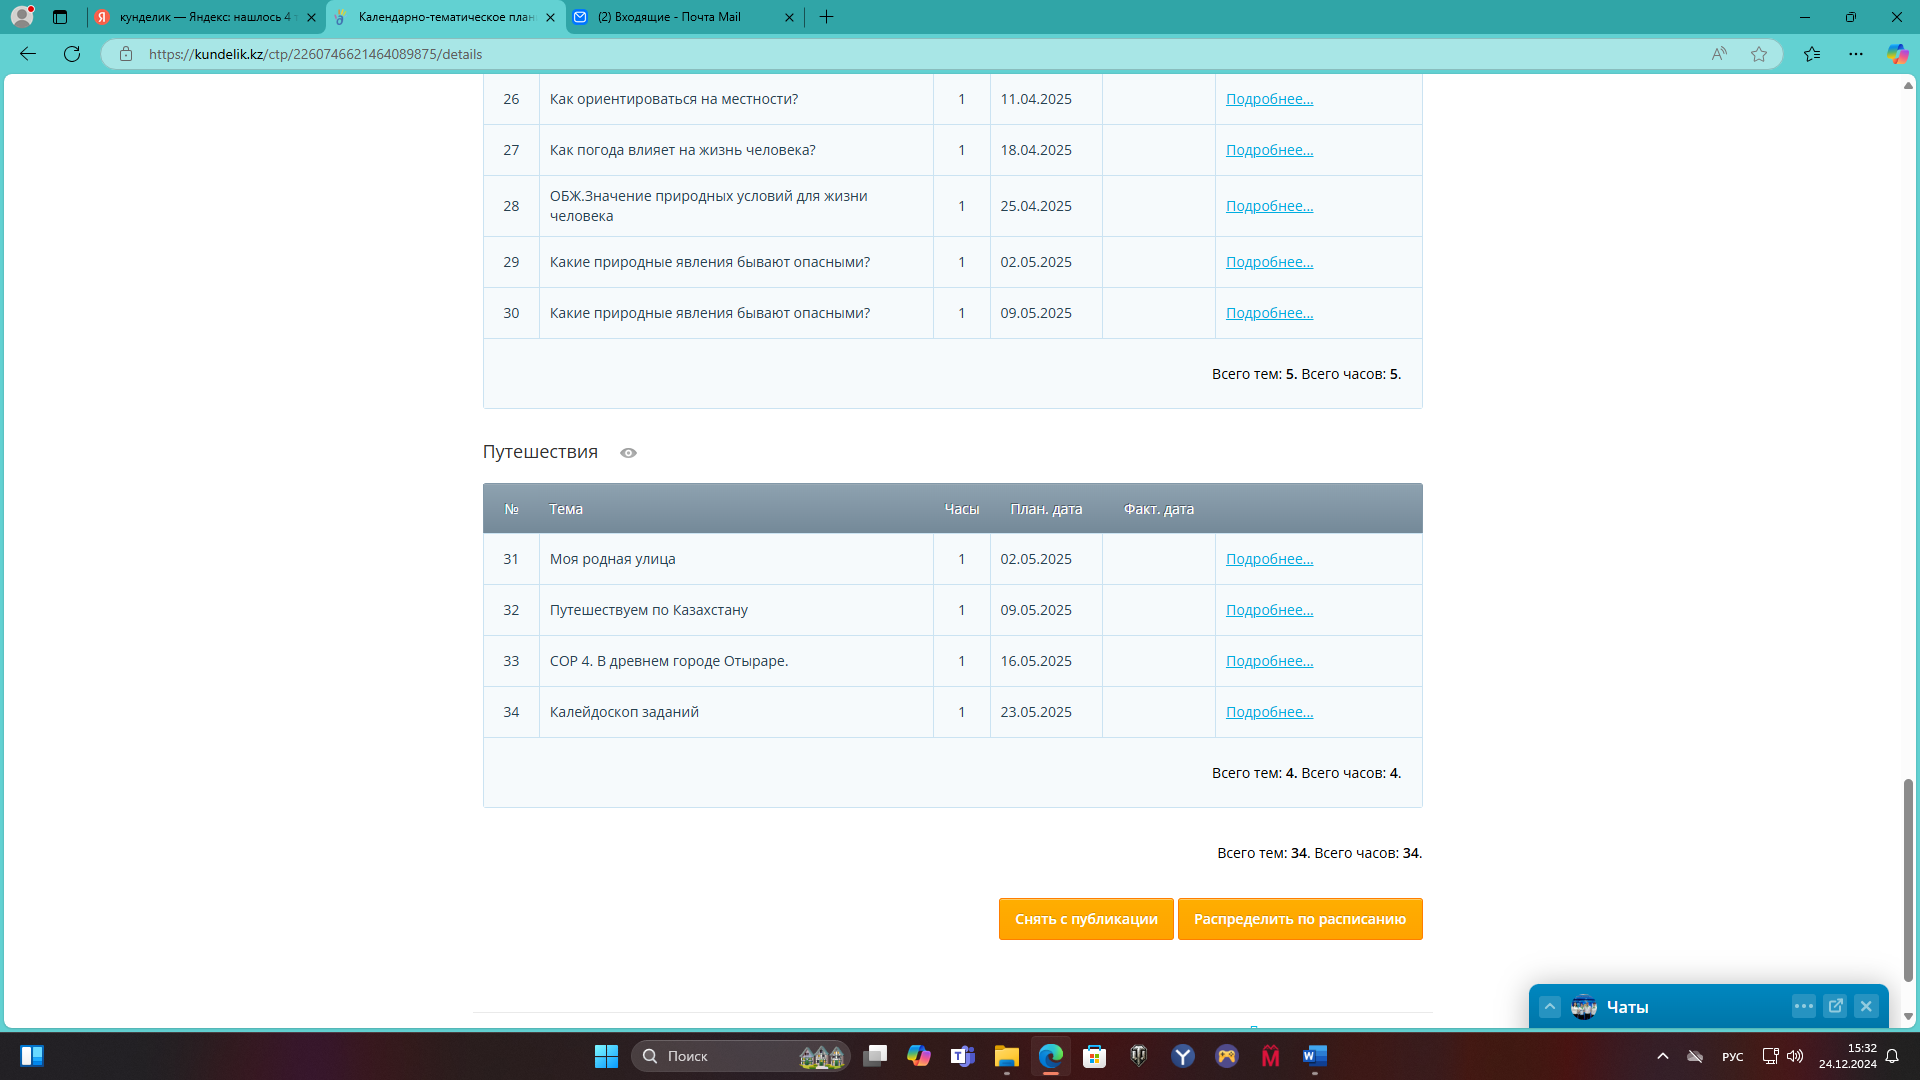 кунделик — Яндекс: нашлось 4 т
Календарно-тематическое план
(2) Входящие - Почта Mail
https://kundelik.kz/ctp/2260746621464089875/details
26 Как ориентироваться на местности? 1 11.04.2025 Подробнее...
27 Как погода влияет на жизнь человека? 1 18.04.2025 Подробнее...
28 ОБЖ.Значение природных условий для жизни человека 1 25.04.2025 Подробнее...
29 Какие природные явления бывают опасными? 1 02.05.2025 Подробнее...
30 Какие природные явления бывают опасными? 1 09.05.2025 Подробнее...
Всего тем: 5. Всего часов: 5.
Путешествия
№ Тема Часы План. дата Факт. дата
31 Моя родная улица 1 02.05.2025 Подробнее...
32 Путешествуем по Казахстану 1 09.05.2025 Подробнее...
33 СОР 4. В древнем городе Отыраре. 1 16.05.2025 Подробнее...
34 Калейдоскоп заданий 1 23.05.2025 Подробнее...
Всего тем: 4. Всего часов: 4.
Всего тем: 34. Всего часов: 34.
Снять с публикации Распределить по расписанию
Чаты
Поиск
РУС
15:32
24.12.2024